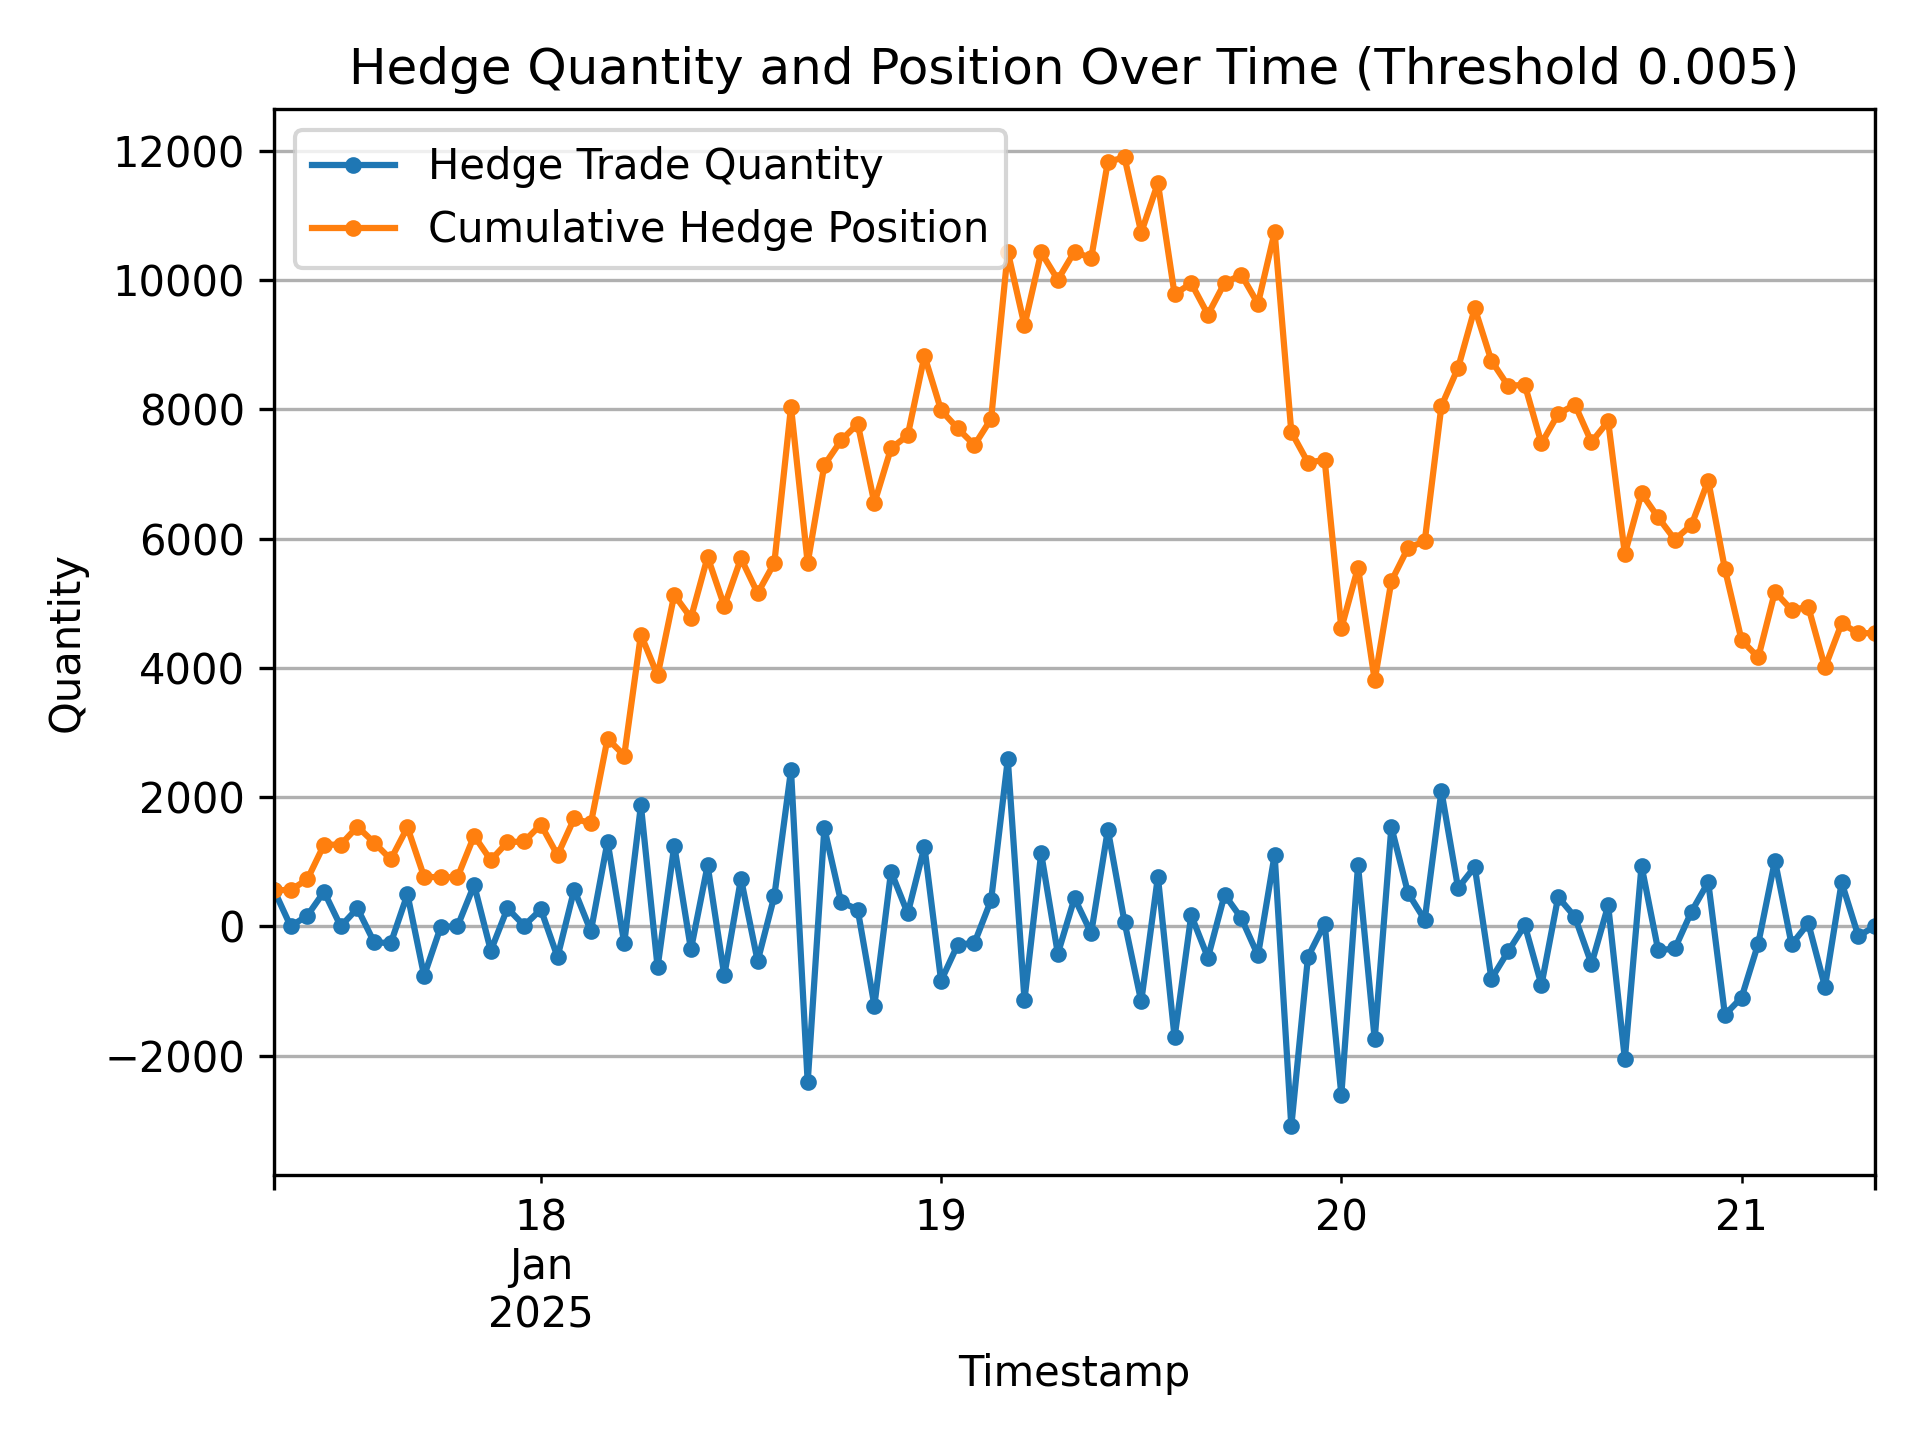 Hedge Quantity and Position Over Time (Threshold 0.005)
Hedge Trade Quantity
Cumulative Hedge Position
12000
10000
8000
6000
4000
2000
0
−2000
Quantity
18
19
20
21
Jan
2025
Timestamp